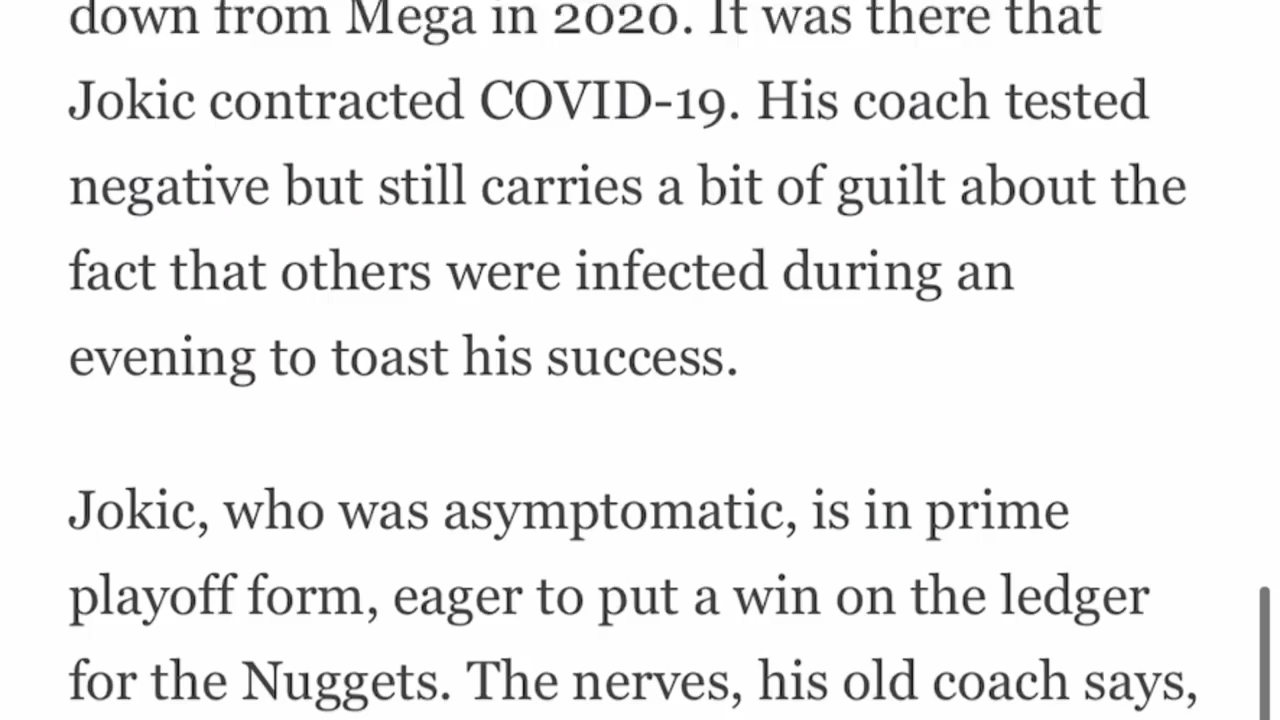 down from Mega in 2020. It was there that
Jokic contracted COVID-19. His coach tested
negative but still carries a bit of guilt about the
fact that others were infected during an
evening to toast his success.
Jokic, who was asymptomatic, is in prime
playoff form, eager to put a win on the ledger
for the Nuggets. The nerves, his old coach says,